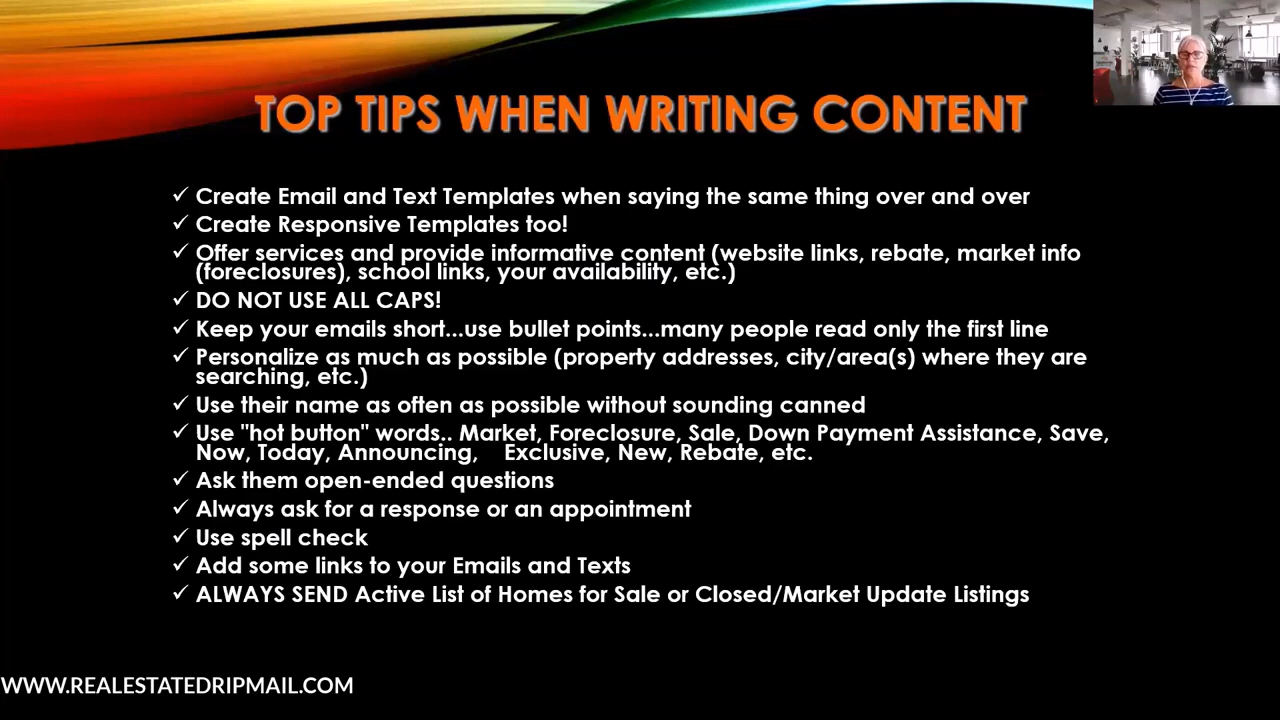 TOP TIPS WHEN WRITING CONTENT
✓ Create Email and Text Templates when saying the same thing over and over
✓ Create Responsive Templates too!
✓ Offer services and provide informative content (website links, rebate, market info
(foreclosures), school links, your availability, etc.)
✓ DO NOT USE ALL CAPS!
✓ Keep your emails short...use bullet points...many people read only the first line
✓ Personalize as much as possible (property addresses, city/area(s) where they are
searching, etc.)
✓ Use their name as often as possible without sounding canned
✓ Use "hot button" words.. Market, Foreclosure, Sale, Down Payment Assistance, Save,
Now, Today, Announcing,    Exclusive, New, Rebate, etc.
✓ Ask them open-ended questions
✓ Always ask for a response or an appointment
✓ Use spell check
✓ Add some links to your Emails and Texts
✓ ALWAYS SEND Active List of Homes for Sale or Closed/Market Update Listings
WWW.REALESTATEDRIPMAIL.COM